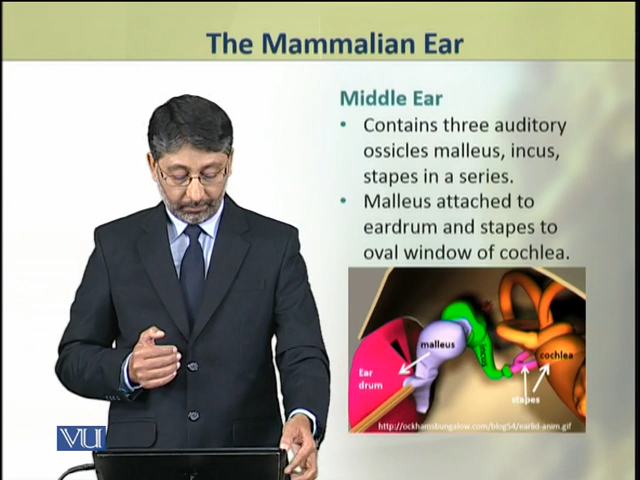 The Mammalian Ear
Middle Ear
• Contains three auditory
ossicles malleus, incus,
stapes in a series.
• Malleus attached to
eardrum and stapes to
oval window of cochlea.
malleus
cochlea
Ear
drum
stapes
http://ockhamsbungalow.com/blog54/earlid-anim.gif
VU